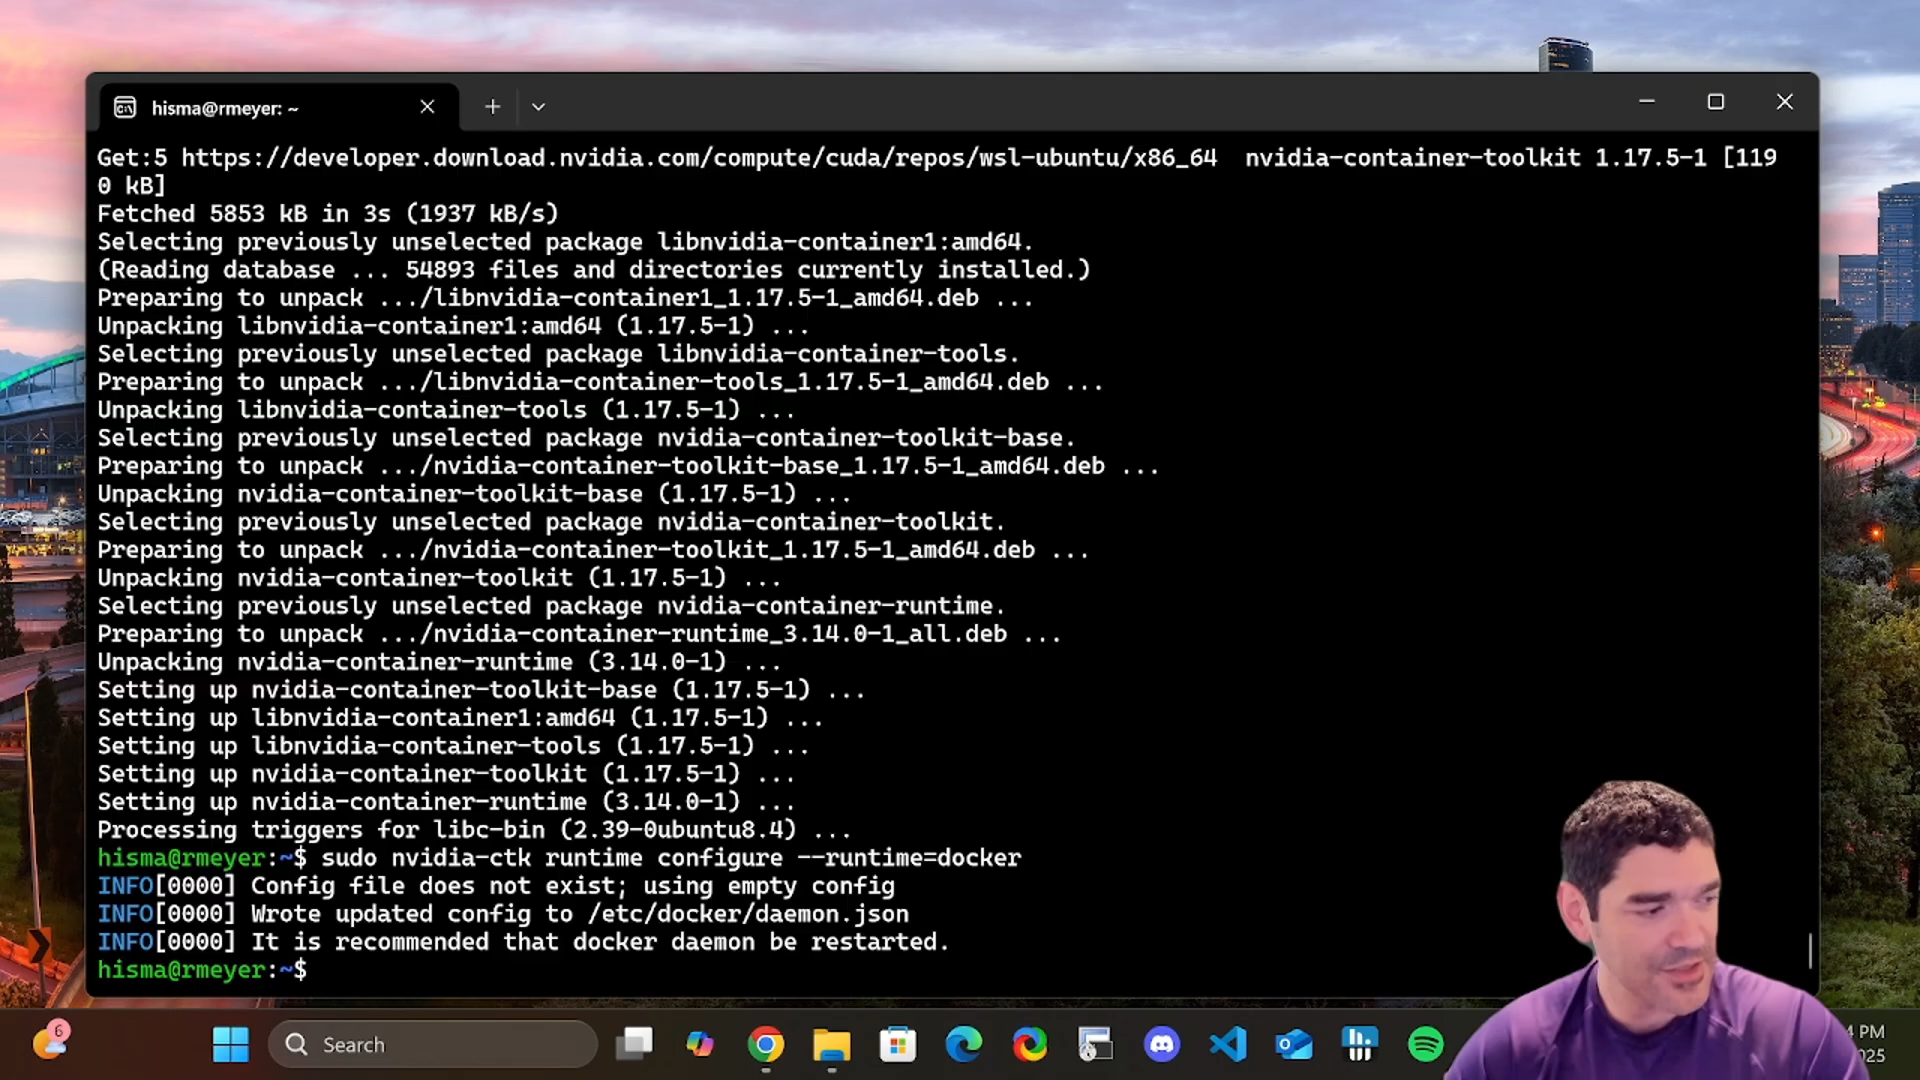 hisma@rmeyer: ~
Get:5 https://developer.download.nvidia.com/compute/cuda/repos/wsl-ubuntu/x86_64  nvidia-container-toolkit 1.17.5-1 [119
0 kB]
Fetched 5853 kB in 3s (1937 kB/s)
Selecting previously unselected package libnvidia-container1:amd64.
(Reading database ... 54893 files and directories currently installed.)
Preparing to unpack .../libnvidia-container1_1.17.5-1_amd64.deb ...
Unpacking libnvidia-container1:amd64 (1.17.5-1) ...
Selecting previously unselected package libnvidia-container-tools.
Preparing to unpack .../libnvidia-container-tools_1.17.5-1_amd64.deb ...
Unpacking libnvidia-container-tools (1.17.5-1) ...
Selecting previously unselected package nvidia-container-toolkit-base.
Preparing to unpack .../nvidia-container-toolkit-base_1.17.5-1_amd64.deb ...
Unpacking nvidia-container-toolkit-base (1.17.5-1) ...
Selecting previously unselected package nvidia-container-toolkit.
Preparing to unpack .../nvidia-container-toolkit_1.17.5-1_amd64.deb ...
Unpacking nvidia-container-toolkit (1.17.5-1) ...
Selecting previously unselected package nvidia-container-runtime.
Preparing to unpack .../nvidia-container-runtime_3.14.0-1_all.deb ...
Unpacking nvidia-container-runtime (3.14.0-1) ...
Setting up nvidia-container-toolkit-base (1.17.5-1) ...
Setting up libnvidia-container1:amd64 (1.17.5-1) ...
Setting up libnvidia-container-tools (1.17.5-1) ...
Setting up nvidia-container-toolkit (1.17.5-1) ...
Setting up nvidia-container-runtime (3.14.0-1) ...
Processing triggers for libc-bin (2.39-0ubuntu8.4) ...
hisma@rmeyer:~$ sudo nvidia-ctk runtime configure --runtime=docker
INFO[0000] Config file does not exist; using empty config
INFO[0000] Wrote updated config to /etc/docker/daemon.json
INFO[0000] It is recommended that docker daemon be restarted.
hisma@rmeyer:~$
6
Search
4 PM
025